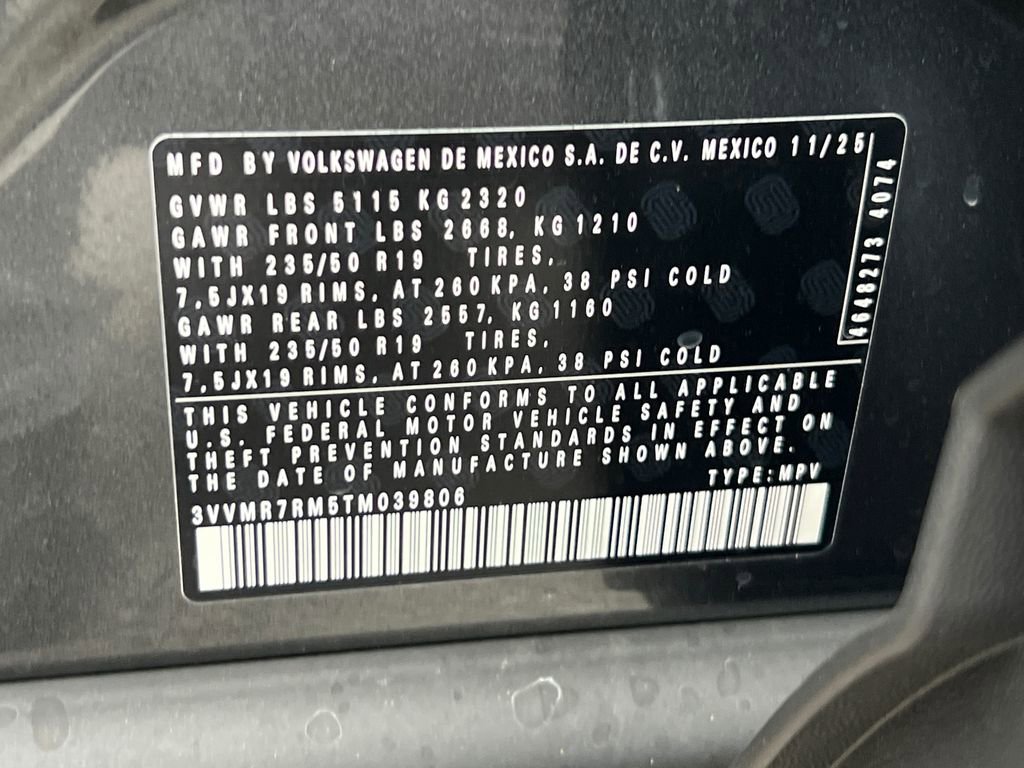 MFD BY VOLKSWAGEN DE MEXICO S.A. DE C.V. MEXICO 11/25
GVWR LBS 5115 KG 2320
GAWR FRONT LBS 2668, KG 1210
WITH 235/50 R19 TIRES,
7,5JX19 RIMS, AT 260 KPA, 38 PSI COLD
GAWR REAR LBS 2557, KG 1160
WITH 235/50 R19 TIRES,
7,5JX19 RIMS, AT 260 KPA, 38 PSI COLD
4648273 4074
THIS VEHICLE CONFORMS TO ALL APPLICABLE
U.S. FEDERAL MOTOR VEHICLE SAFETY AND
THEFT PREVENTION STANDARDS IN EFFECT ON
THE DATE OF MANUFACTURE SHOWN ABOVE.
TYPE: MPV
3VVMR7RM5TM039806